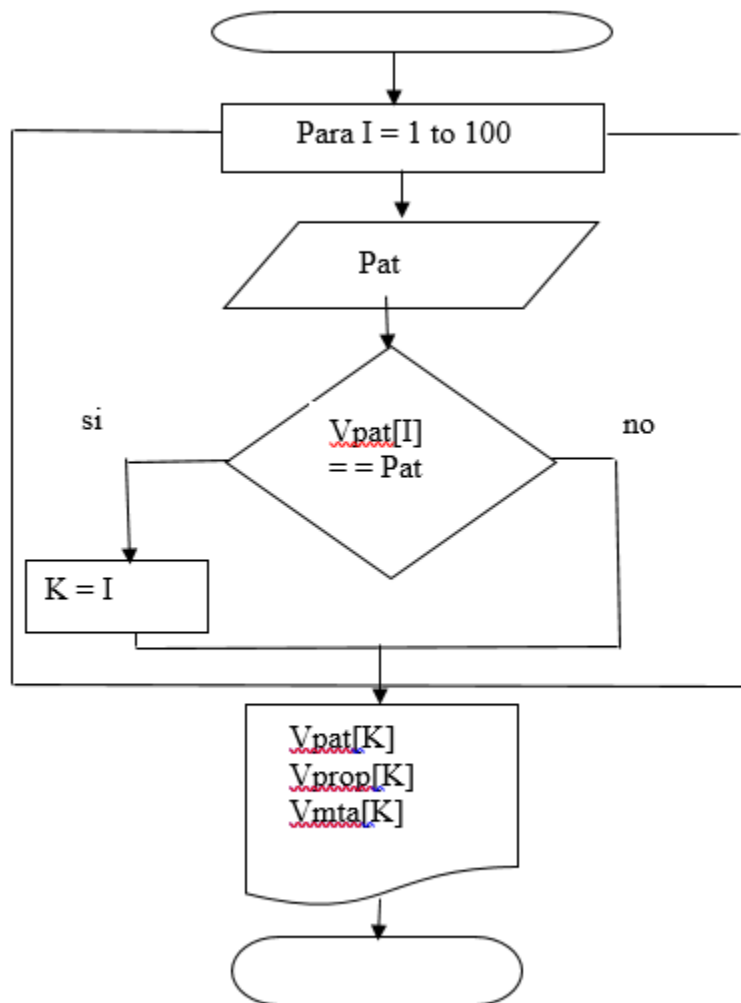 Para I = 1 to 100
Pat
si
no
Vpat[I]
= = Pat
K = I
Vpat[K]
Vprop[K]
Vmta[K]